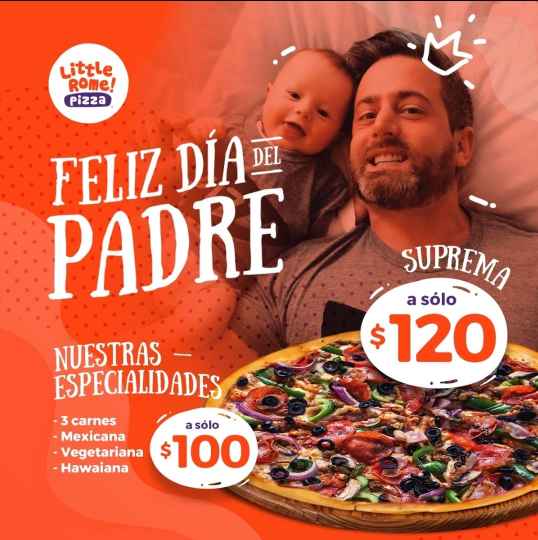 Little
Rome!
Pizza
FELIZ DÍA DEL
PADRE
SUPREMA
a sólo
$120
NUESTRAS
ESPECIALIDADES
- 3 carnes
- Mexicana
- Vegetariana
- Hawaiana
a sólo
$100